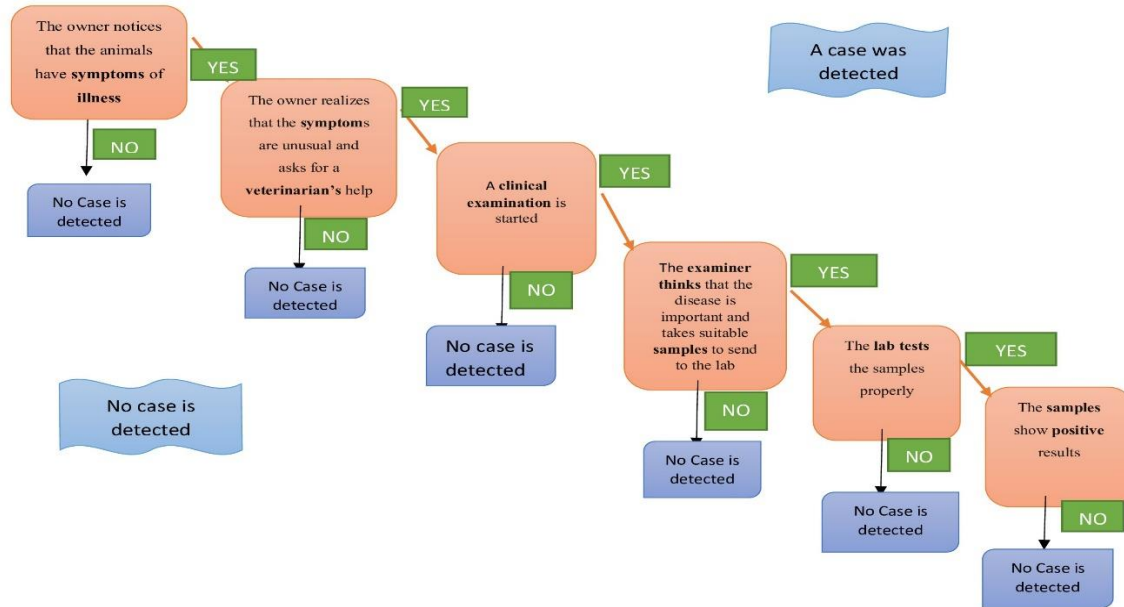 The owner notices
that the animals
have symptoms of
illness
YES
NO
No Case is
detected
The owner realizes
that the symptoms
are unusual and
asks for a
veterinarian's help
YES
NO
No Case is
detected
A clinical
examination is
started
YES
NO
No case is
detected
The examiner
thinks that the
disease is
important and
takes suitable
samples to send
to the lab
YES
NO
No Case is
detected
The lab tests
the samples
properly
YES
NO
No Case is
detected
The samples
show positive
results
NO
No Case is
detected
A case was
detected
No case is
detected